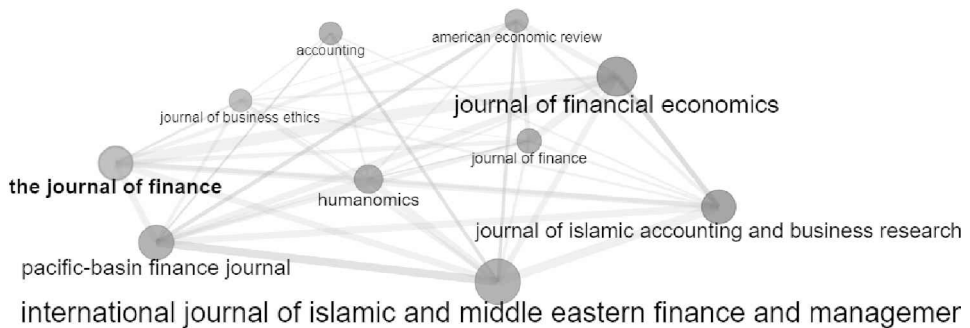 american economic review
accounting
journal of financial economics
journal of business ethics
journal of finance
the journal of finance
humanomics
journal of islamic accounting and business research
pacific-basin finance journal
international journal of islamic and middle eastern finance and managemen